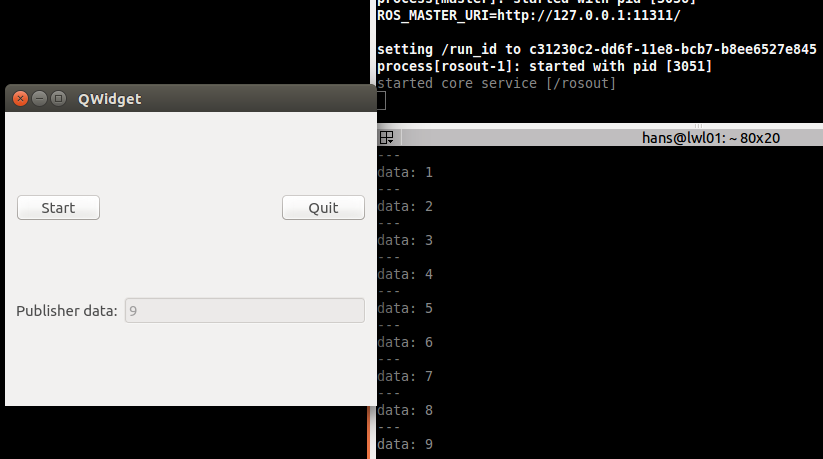 process[master]: started with pid [3036]
ROS_MASTER_URI=http://127.0.0.1:11311/
setting /run_id to c31230c2-dd6f-11e8-bcb7-b8ee6527e845
process[rosout-1]: started with pid [3051]
started core service [/rosout]
QWidget
Start
Quit
Publisher data: 9
hans@lwl01: ~ 80x20
---
data: 1
---
data: 2
---
data: 3
---
data: 4
---
data: 5
---
data: 6
---
data: 7
---
data: 8
---
data: 9